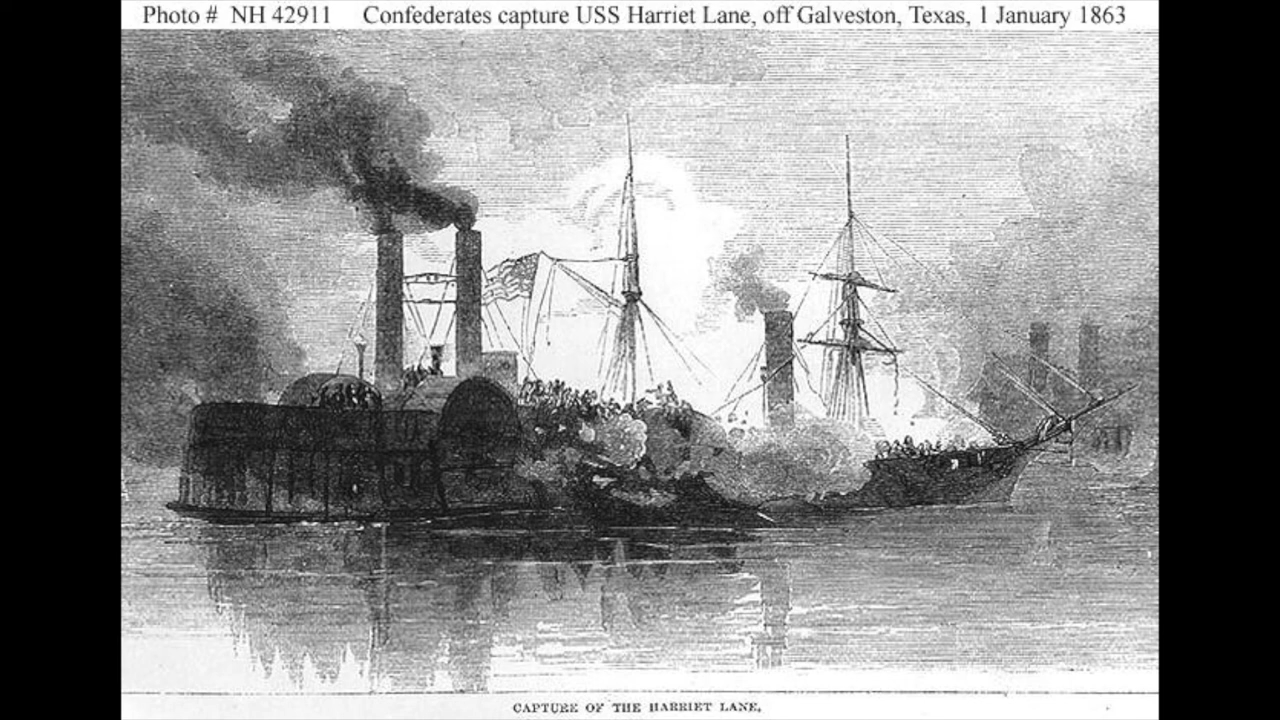 Photo #  NH 42911     Confederates capture USS Harriet Lane, off Galveston, Texas, 1 January 1863
CAPTURE OF THE HARRIET LANE.